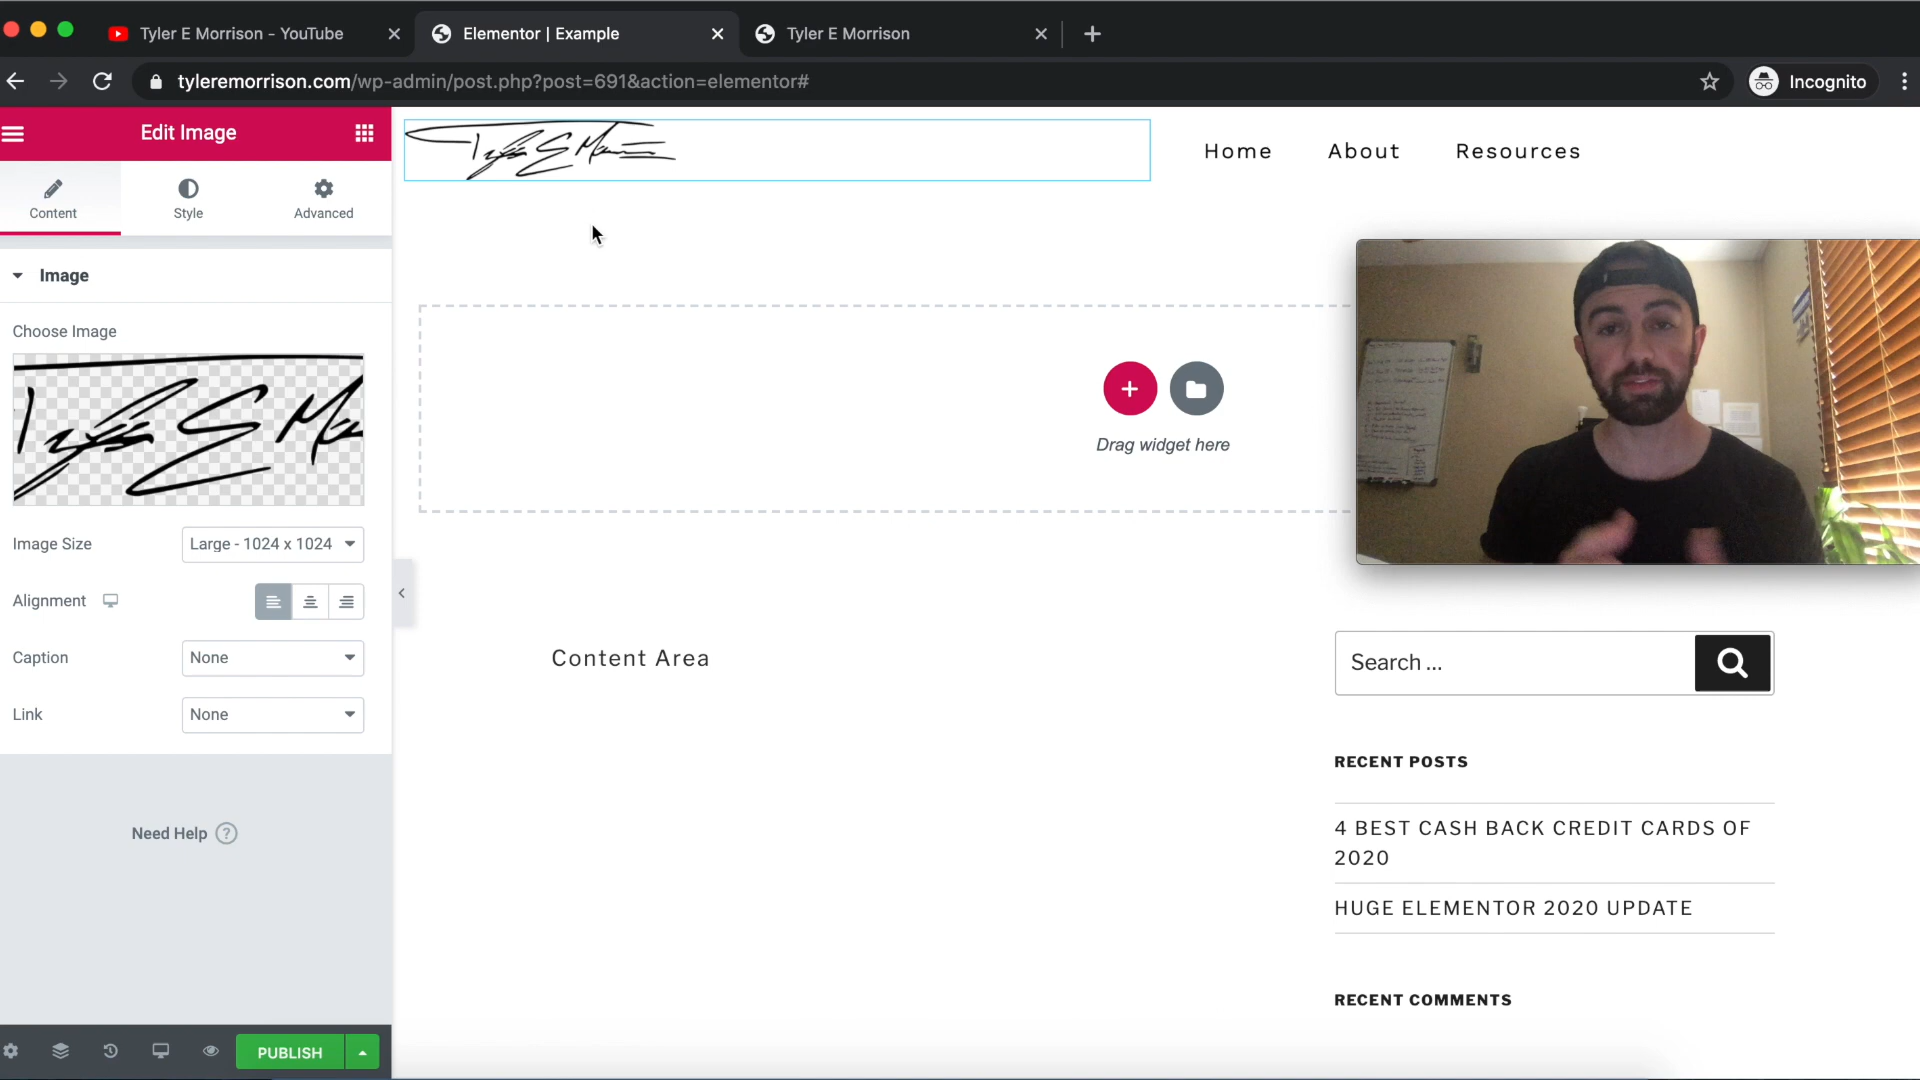 Tyler E Morrison - YouTube
Elementor | Example
Tyler E Morrison
tyleremorrison.com/wp-admin/post.php?post=691&action=elementor#
Incognito
Edit Image
Content
Style
Advanced
Home
About
Resources
Image
Choose Image
Image Size
Large - 1024 x 1024
Alignment
Caption
None
Link
None
Need Help ?
PUBLISH
Drag widget here
Content Area
Search ...
RECENT POSTS
4 BEST CASH BACK CREDIT CARDS OF
2020
HUGE ELEMENTOR 2020 UPDATE
RECENT COMMENTS